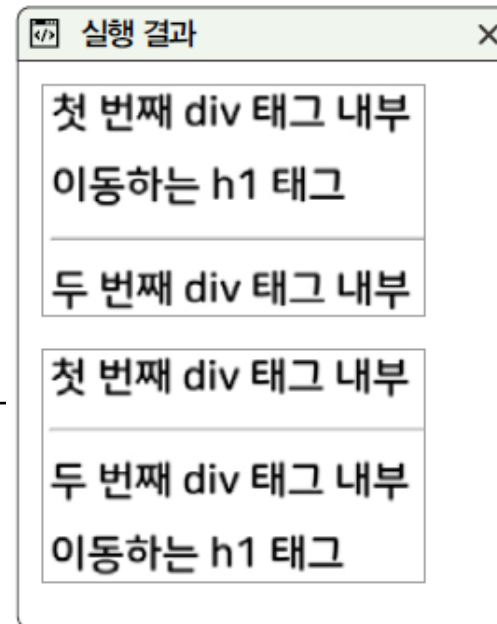 실행 결과
첫 번째 div 태그 내부
이동하는 h1 태그
두 번째 div 태그 내부
첫 번째 div 태그 내부
두 번째 div 태그 내부
이동하는 h1 태그